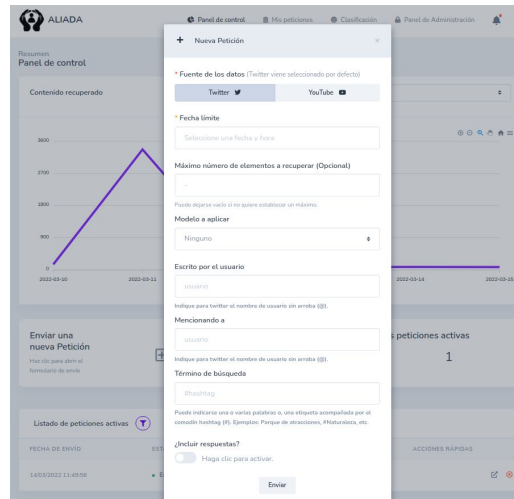 ALIADA
Panel de control
Mis peticiones
Clasificación
Panel de Administración
Resumen
Panel de control
Contenido recuperado
3600
2700
1800
900
0
2022-03-10
2022-03-11
2022-03-14
2022-03-15
+ Nueva Petición ×
* Fuente de los datos (Twitter viene seleccionado por defecto)
Twitter
YouTube
* Fecha límite
Seleccione una fecha y hora
Máximo número de elementos a recuperar (Opcional)
-
Puede dejarse vacío si no quiere establecer un máximo.
Modelo a aplicar
Ninguno
Escrito por el usuario
usuario
Indique para twitter el nombre de usuario sin arroba (@).
Mencionando a
usuario
Indique para twitter el nombre de usuario sin arroba (@).
Término de búsqueda
#hashtag
Puede indicarse una o varias palabras o, una etiqueta acompañada por el
comodín hashtag (#). Ejemplos: Parque de atracciones, #Naturaleza, etc.
¿Incluir respuestas?
Haga clic para activar.
Enviar
Enviar una
nueva Petición
Haz clic para abrir el
formulario de envío
peticiones activas
1
Listado de peticiones activas
FECHA DE ENVÍO
ACCIONES RÁPIDAS
14/03/2022 11:49:56